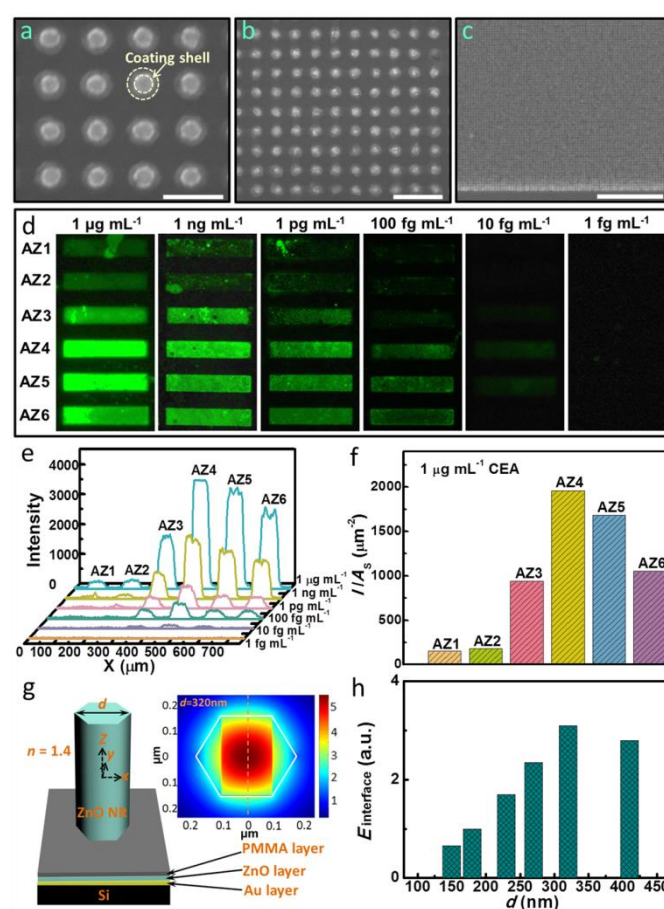 a
Coating shell
b
c
d
1 µg mL⁻¹ 1 ng mL⁻¹ 1 pg mL⁻¹ 100 fg mL⁻¹ 10 fg mL⁻¹ 1 fg mL⁻¹
AZ1
AZ2
AZ3
AZ4
AZ5
AZ6
e
4000
3000
2000
1000
0
Intensity
AZ1 AZ2 AZ3 AZ4 AZ5 AZ6
1 µg mL⁻¹
1 ng mL⁻¹
1 pg mL⁻¹
100 fg mL⁻¹
10 fg mL⁻¹
1 fg mL⁻¹
0 100 200 300 400 500 600 700
X (µm)
f
1 µg mL⁻¹ CEA
2000
1500
1000
500
0
I/Aₛ (µm⁻²)
AZ1
AZ2
AZ3
AZ4
AZ5
AZ6
g
d
n = 1.4
Z
y
x
ZnO NR
PMMA layer
ZnO layer
Au layer
Si
d=320nm
0.2
0.1
0.1
0.2
µm
0.2 0.1 0 0.1 0.2
µm
5
4
3
2
1
h
4
2
0
E interface (a.u.)
100 150 200 250 300 350 400 450
d (nm)